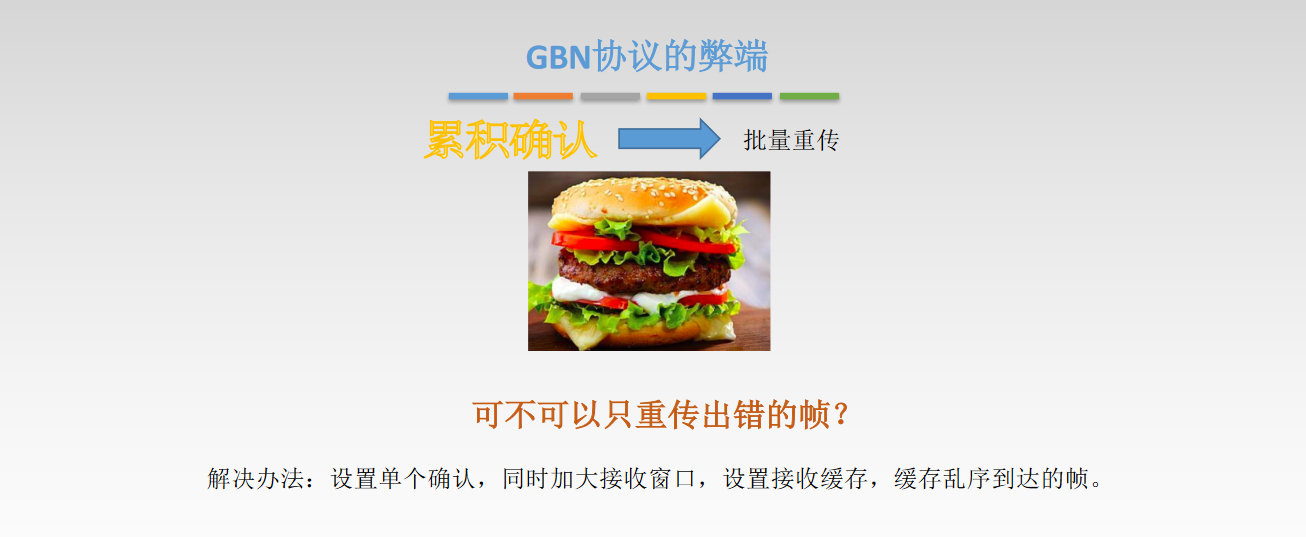 GBN协议的弊端
累积确认 批量重传
可不可以只重传出错的帧？
解决办法：设置单个确认，同时加大接收窗口，设置接收缓存，缓存乱序到达的帧。